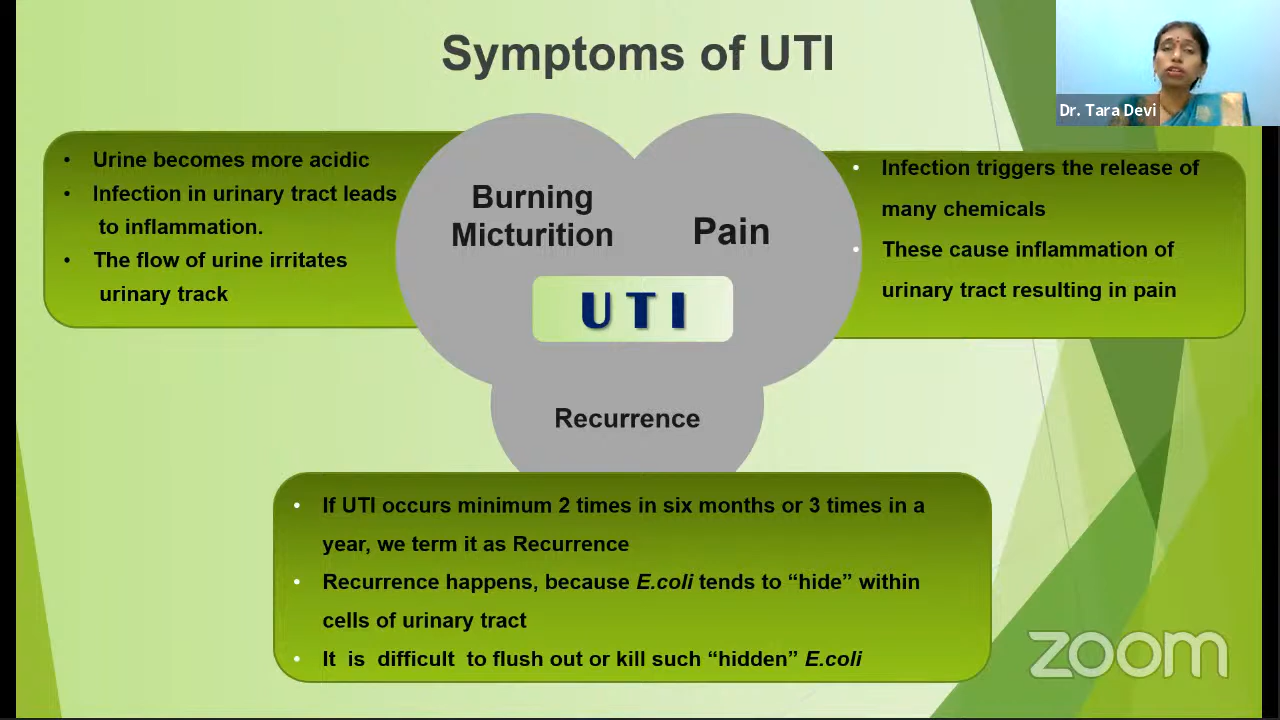 Symptoms of UTI
Dr. Tara Devi
• Urine becomes more acidic
• Infection in urinary tract leads
to inflammation.
• The flow of urine irritates
urinary track
Burning
Micturition
Pain
UTI
Recurrence
• Infection triggers the release of
many chemicals
• These cause inflammation of
urinary tract resulting in pain
• If UTI occurs minimum 2 times in six months or 3 times in a
year, we term it as Recurrence
• Recurrence happens, because E.coli tends to “hide” within
cells of urinary tract
• It is difficult to flush out or kill such “hidden” E.coli
zoom